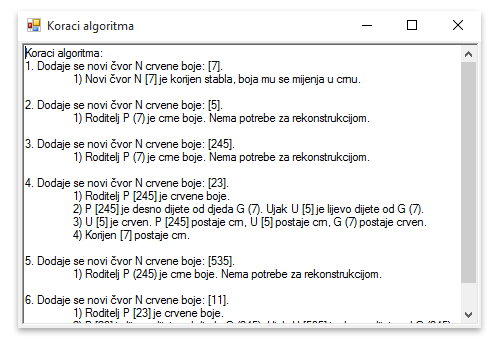 Koraci algoritma
Koraci algoritma:
1. Dodaje se novi čvor N crvene boje: [7].
1) Novi čvor N [7] je korijen stabla, boja mu se mijenja u crnu.
2. Dodaje se novi čvor N crvene boje: [5].
1) Roditelj P (7) je crne boje. Nema potrebe za rekonstrukcijom.
3. Dodaje se novi čvor N crvene boje: [245].
1) Roditelj P (7) je crne boje. Nema potrebe za rekonstrukcijom.
4. Dodaje se novi čvor N crvene boje: [23].
1) Roditelj P [245] je crvene boje.
2) P [245] je desno dijete od djeda G (7). Ujak U [5] je lijevo dijete od G (7).
3) U [5] je crven. P [245] postaje crn, U [5] postaje crn, G (7) postaje crven.
4) Korijen [7] postaje crn.
5. Dodaje se novi čvor N crvene boje: [535].
1) Roditelj P (245) je crne boje. Nema potrebe za rekonstrukcijom.
6. Dodaje se novi čvor N crvene boje: [11].
1) Roditelj P [23] je crvene boje.